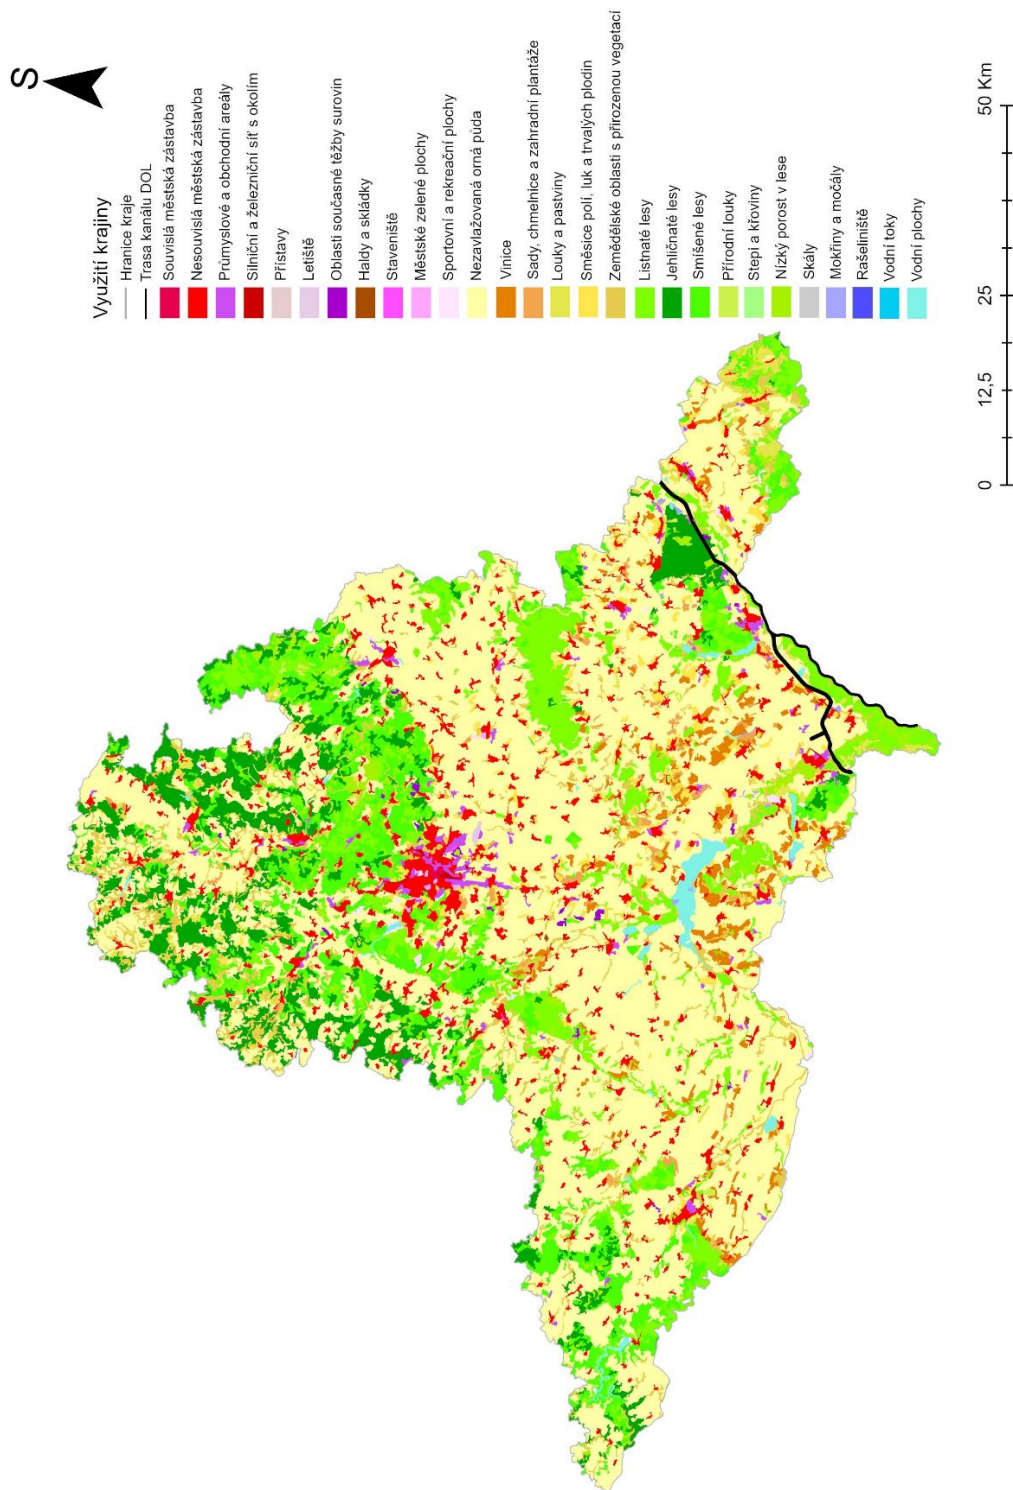 S
Využití krajiny
Hranice kraje
Trasa kanálu DOL
Souvislá městská zástavba
Nesouvislá městská zástavba
Průmyslové a obchodní areály
Silniční a železniční síť s okolím
Přístavy
Letiště
Oblasti současné těžby surovin
Haldy a skládky
Staveniště
Městské zelené plochy
Sportovní a rekreační plochy
Nezavlažovaná orná půda
Vinice
Sady, chmelnice a zahradní plantáže
Louky a pastviny
Směsice polí, luk a trvalých plodin
Zemědělské oblasti s přirozenou vegetací
Listnaté lesy
Jehličnaté lesy
Smíšené lesy
Přírodní louky
Stepi a křoviny
Nízký porost v lese
Skály
Mokřiny a močály
Rašeliniště
Vodní toky
Vodní plochy
0 12,5 25 50 Km